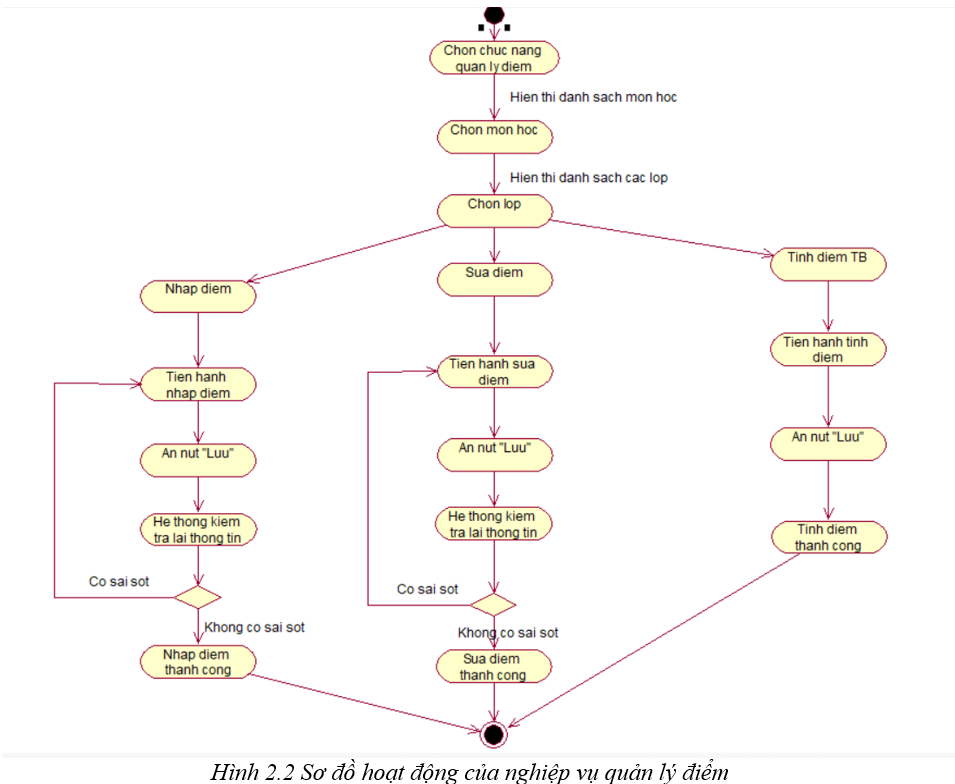 Chon chuc nang
quan ly diem
Hien thi danh sach mon hoc
Chon mon hoc
Hien thi danh sach cac lop
Chon lop
Nhap diem
Tien hanh
nhap diem
An nut "Luu"
He thong kiem
tra lai thong tin
Co sai sot
Khong co sai sot
Nhap diem
thanh cong
Sua diem
Tien hanh sua
diem
An nut "Luu"
He thong kiem
tra lai thong tin
Co sai sot
Khong co sai sot
Sua diem
thanh cong
Tinh diem TB
Tien hanh tinh
diem
An nut "Luu"
Tinh diem
thanh cong
Hình 2.2 Sơ đồ hoạt động của nghiệp vụ quản lý điểm